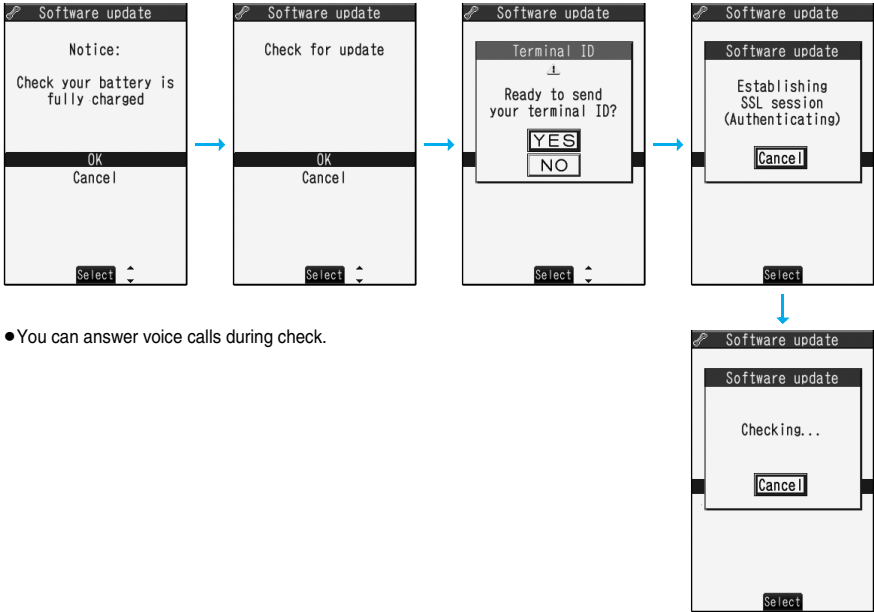 Software update
Notice:
Check your battery is
fully charged
OK
Cancel
Select
Software update
Check for update
OK
Cancel
Select
Software update
Terminal ID
Ready to send
your terminal ID?
YES
NO
Select
Software update
Software update
Establishing
SSL session
(Authenticating)
Cancel
Select
●You can answer voice calls during check.
Software update
Software update
Checking...
Cancel
Select